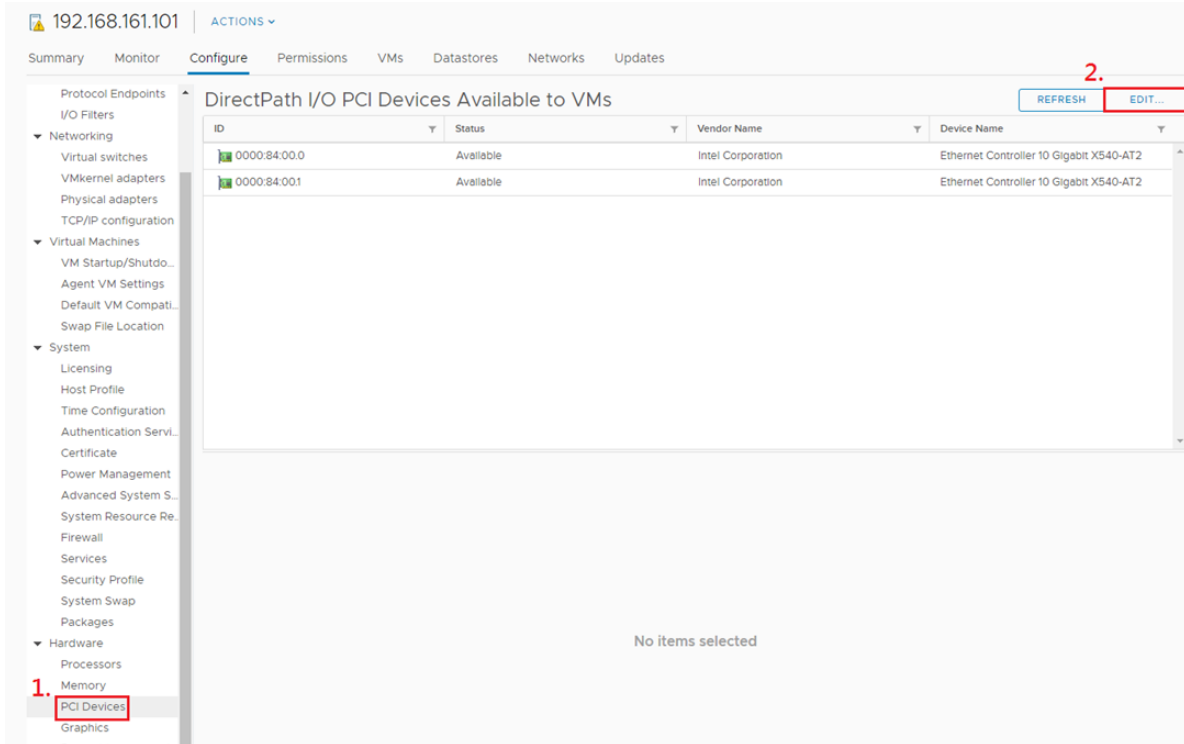 192.168.161.101 ACTIONS
Summary Monitor Configure Permissions VMs Datastores Networks Updates
2.
Protocol Endpoints
I/O Filters
Networking
Virtual switches
VMkernel adapters
Physical adapters
TCP/IP configuration
Virtual Machines
VM Startup/Shutdo...
Agent VM Settings
Default VM Compati...
Swap File Location
System
Licensing
Host Profile
Time Configuration
Authentication Servi...
Certificate
Power Management
Advanced System S...
System Resource Re...
Firewall
Services
Security Profile
System Swap
Packages
Hardware
Processors
1.
Memory
PCI Devices
Graphics
DirectPath I/O PCI Devices Available to VMs
REFRESH EDIT...
ID Status Vendor Name Device Name
0000:84:00.0 Available Intel Corporation Ethernet Controller 10 Gigabit X540-AT2
0000:84:00.1 Available Intel Corporation Ethernet Controller 10 Gigabit X540-AT2
No items selected